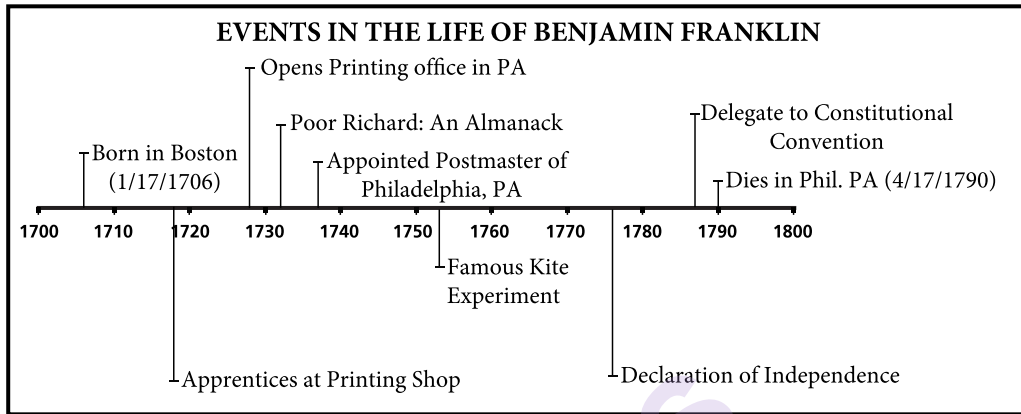 EVENTS IN THE LIFE OF BENJAMIN FRANKLIN
Opens Printing office in PA
Delegate to Constitutional
Convention
Poor Richard: An Almanack
Born in Boston
(1/17/1706)
Appointed Postmaster of
Philadelphia, PA
Dies in Phil. PA (4/17/1790)
1700 1710 1720 1730 1740 1750 1760 1770 1780 1790 1800
Famous Kite
Experiment
Apprentices at Printing Shop
Declaration of Independence